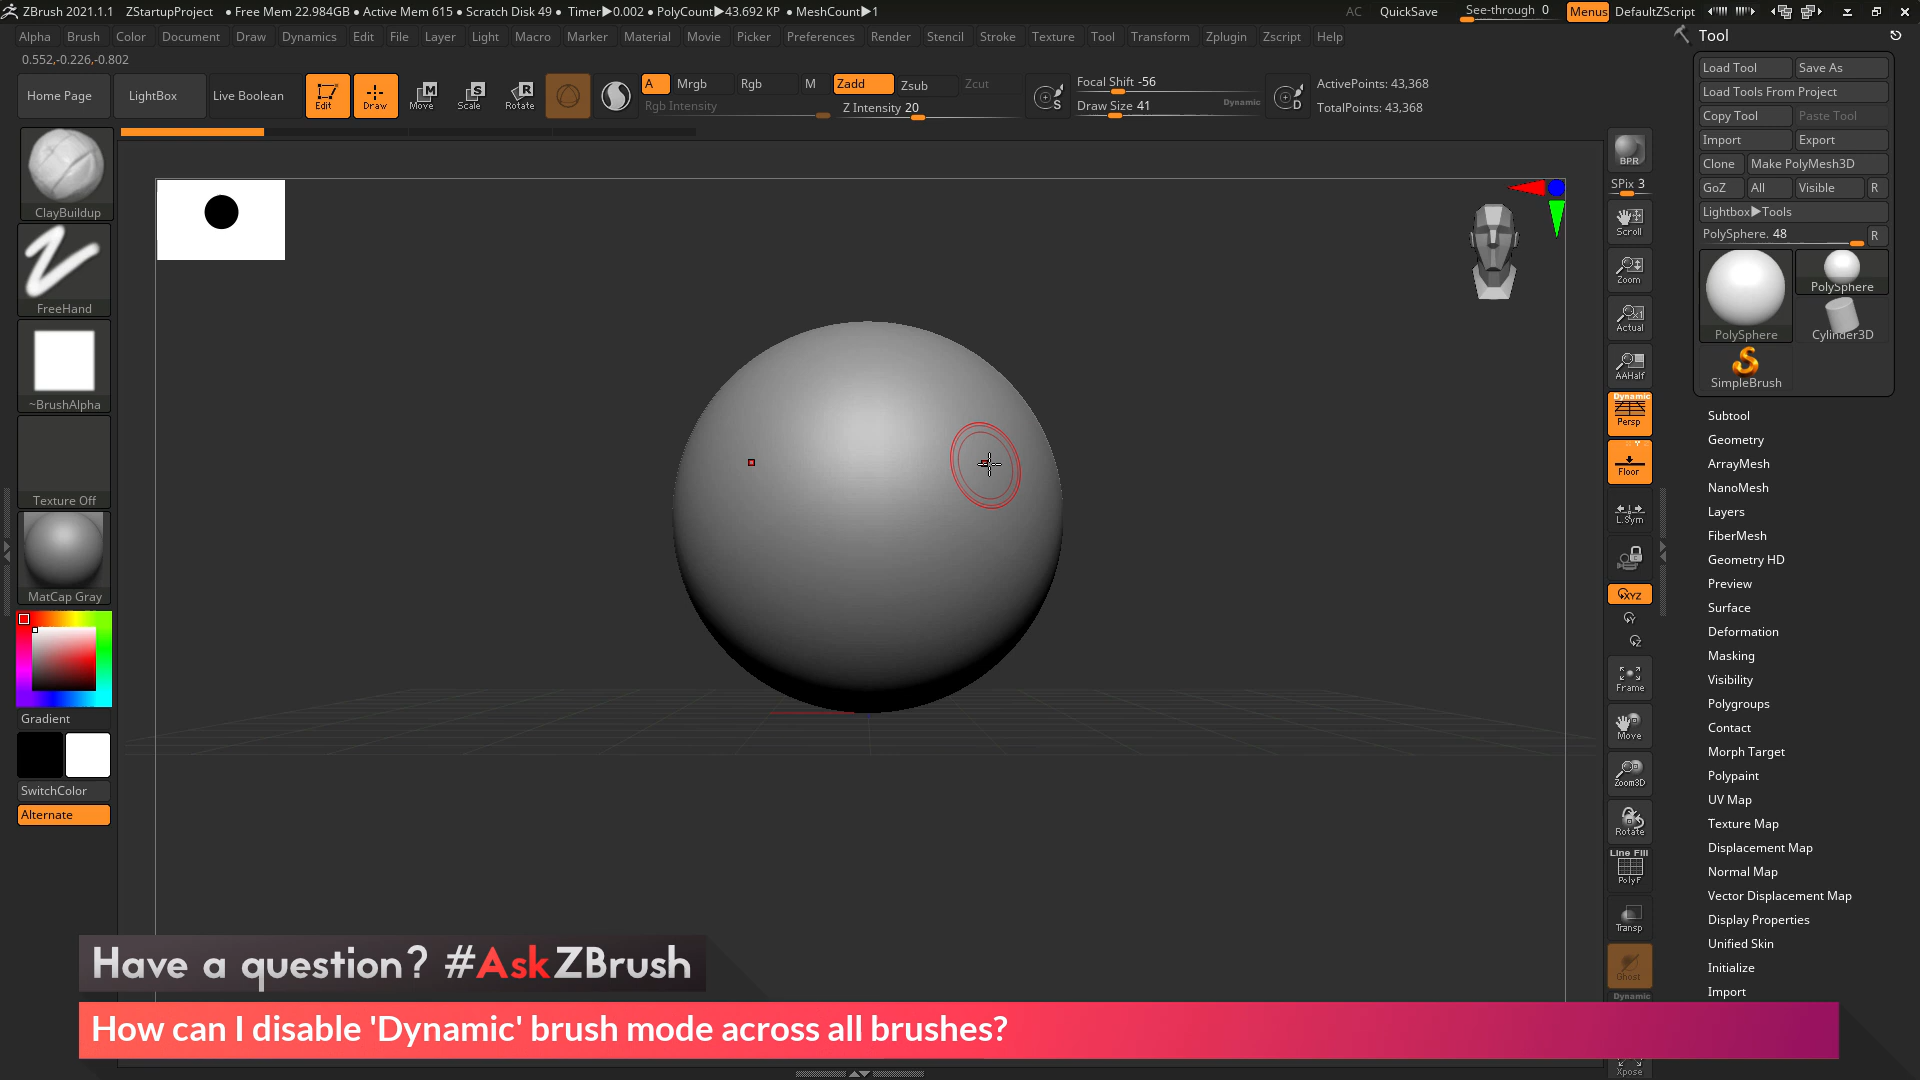 ZBrush 2021.1.1 ZStartupProject • Free Mem 22.984GB • Active Mem 615 • Scratch Disk 49 • Timer▶0.002 • PolyCount▶43.692 KP • MeshCount▶1 AC QuickSave See-through 0 Menus DefaultZScript
Alpha Brush Color Document Draw Dynamics Edit File Layer Light Macro Marker Material Movie Picker Preferences Render Stencil Stroke Texture Tool Transform Zplugin Zscript Help
Tool
0.552,-0.226,-0.802
Home Page LightBox Live Boolean Edit Draw Move Scale Rotate
M S R
A Mrgb Rgb M Zadd Zsub Zcut
Rgb Intensity Z Intensity 20
S Focal Shift -56
Draw Size 41 Dynamic
D ActivePoints: 43,368
TotalPoints: 43,368
ClayBuildup
FreeHand
~BrushAlpha
Texture Off
MatCap Gray
Gradient
SwitchColor
Alternate
BPR
SPix 3
Scroll
Zoom
Actual
AAHalf
Dynamic
Persp
Floor
L.Sym
XYZ
Y
Z
Frame
Move
Zoom3D
Rotate
Line Fill
PolyF
Transp
Ghost
Dynamic
Xpose
Load Tool Save As
Load Tools From Project
Copy Tool Paste Tool
Import Export
Clone Make PolyMesh3D
GoZ All Visible R
Lightbox▶Tools
PolySphere. 48 R
PolySphere
PolySphere
Cylinder3D
SimpleBrush
Subtool
Geometry
ArrayMesh
NanoMesh
Layers
FiberMesh
Geometry HD
Preview
Surface
Deformation
Masking
Visibility
Polygroups
Contact
Morph Target
Polypaint
UV Map
Texture Map
Displacement Map
Normal Map
Vector Displacement Map
Display Properties
Unified Skin
Initialize
Import
Have a question? #AskZBrush
How can I disable 'Dynamic' brush mode across all brushes?